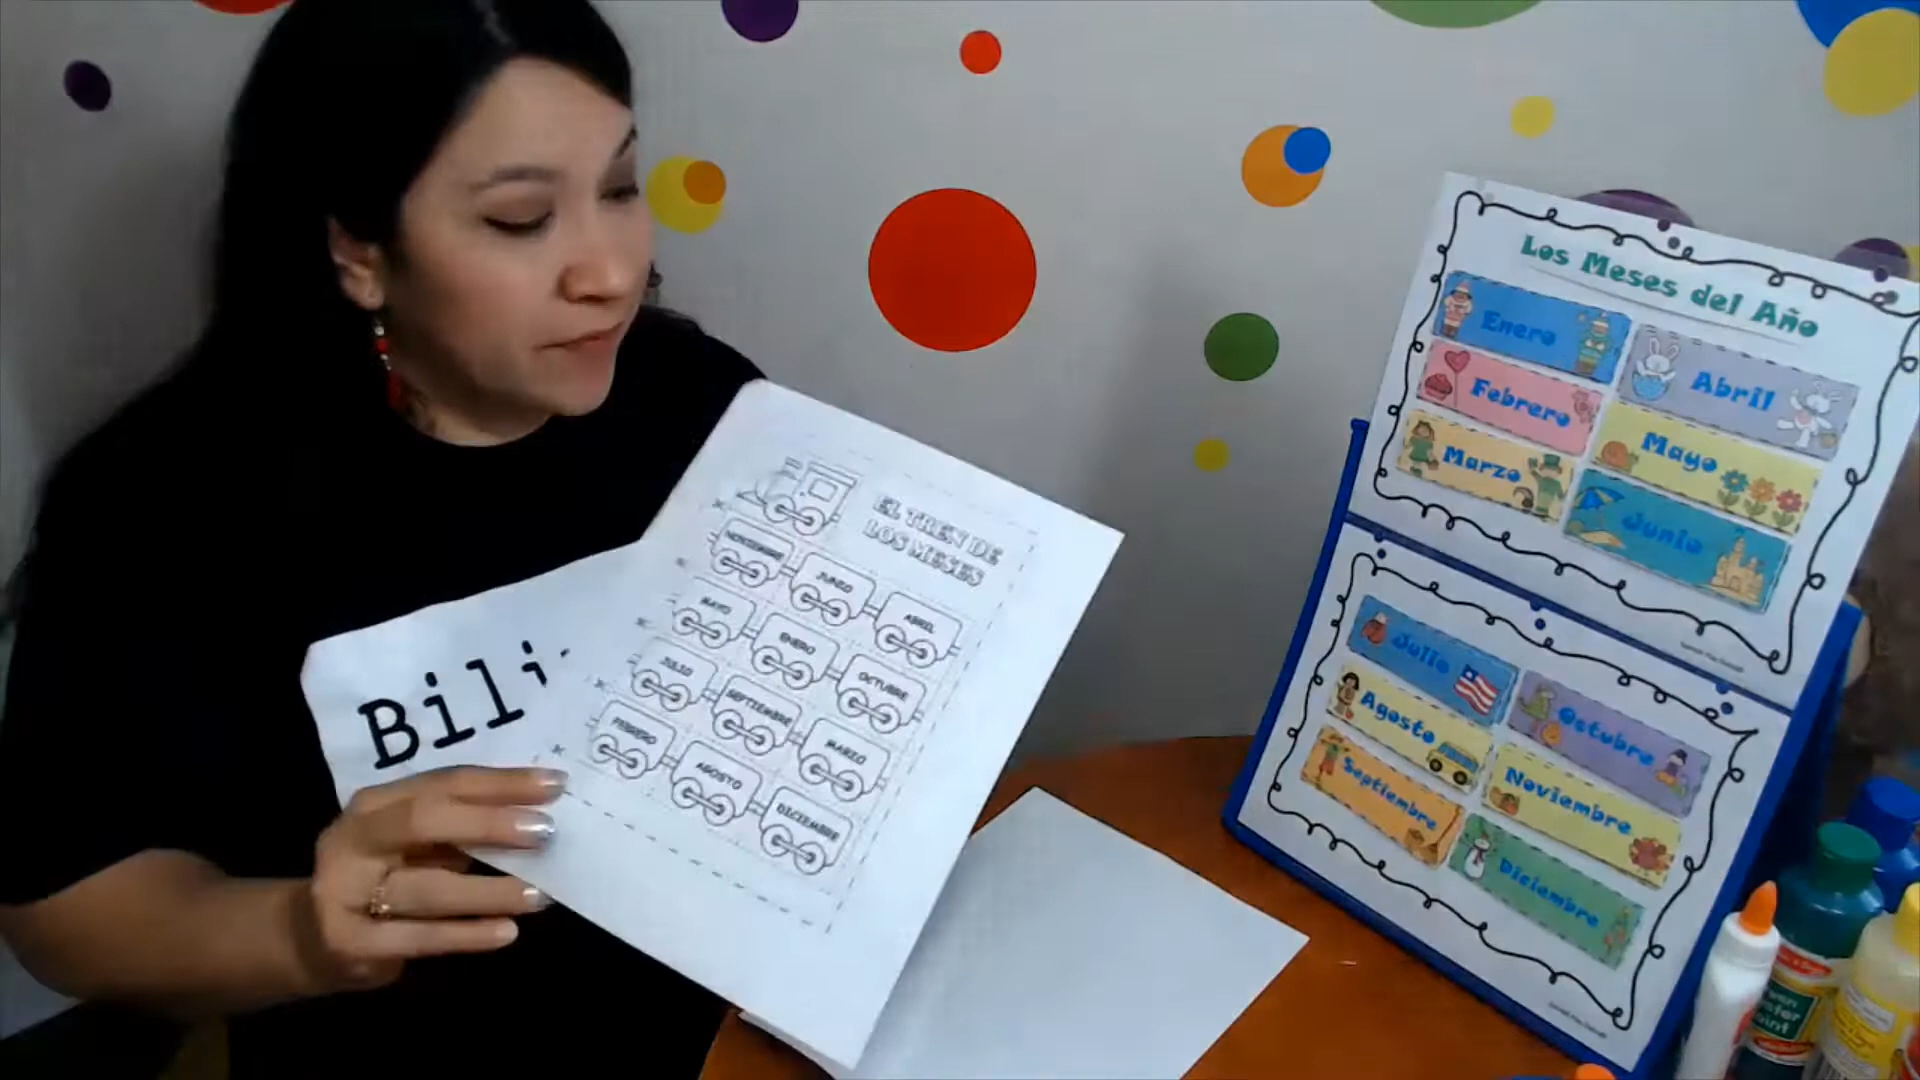 Bili
EL TREN DE
LOS MESES
NOVIEMBRE
JUNIO
ABRIL
MAYO
ENERO
OCTUBRE
JULIO
SEPTIEMBRE
MARZO
FEBRERO
AGOSTO
DICIEMBRE
Los Meses del Año
Enero
Febrero
Marzo
Abril
Mayo
Junio
Julio
Agosto
Septiembre
Octubre
Noviembre
Diciembre